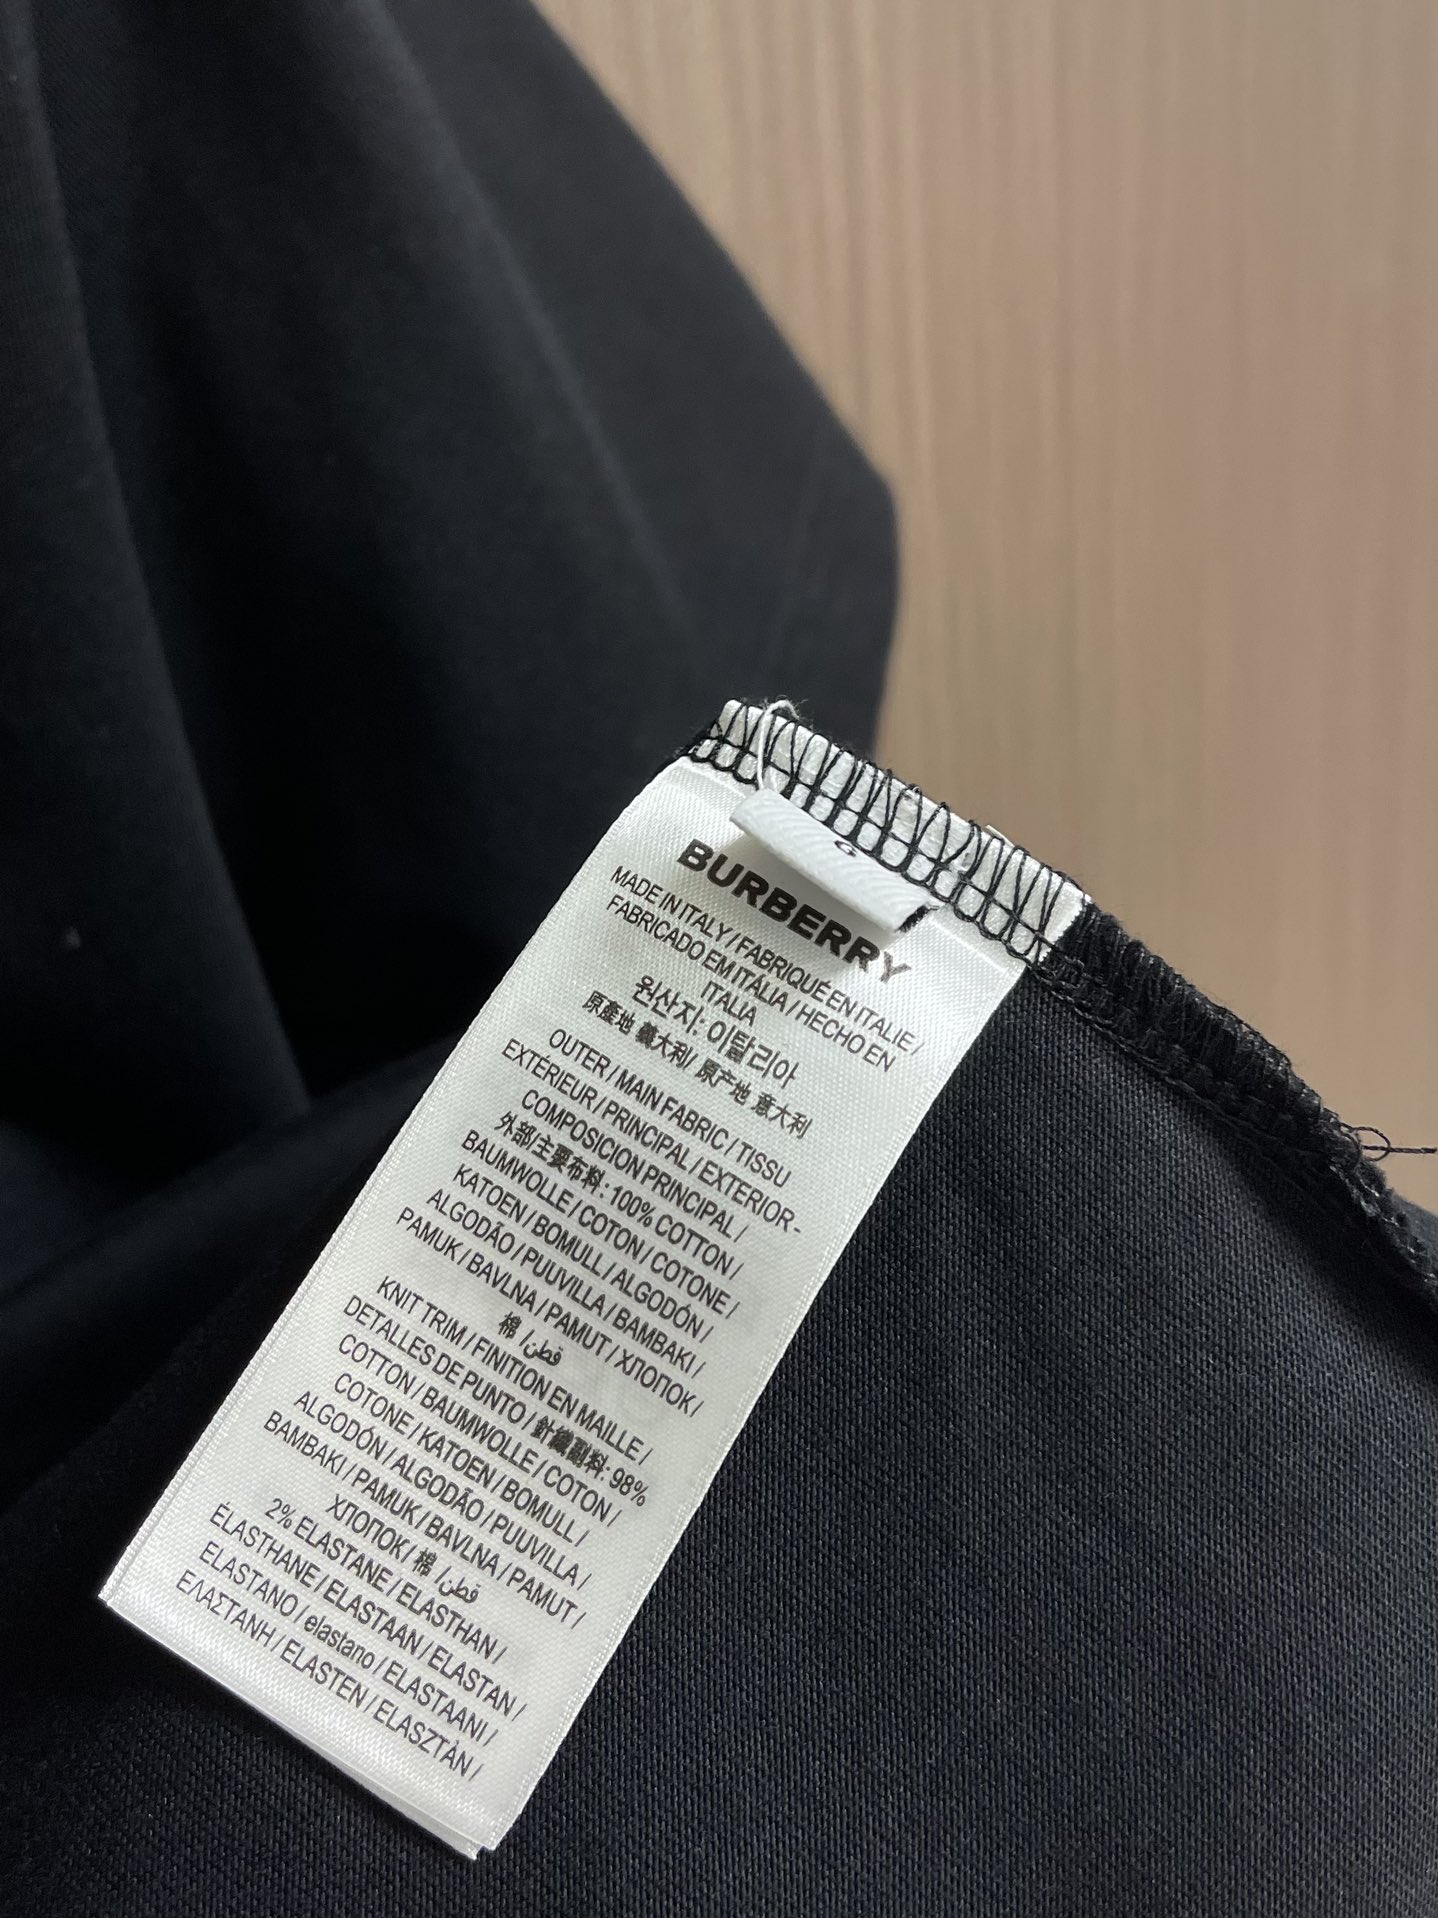 G
BURBERRY
MADE IN ITALY / FABRIQUÉ EN ITALIE /
FABRICADO EM ITÁLIA / HECHO EN
ITALIA
원산지: 이탈리아
原產地 義大利/ 原产地 意大利
OUTER / MAIN FABRIC / TISSU
EXTÉRIEUR / PRINCIPAL / EXTERIOR-
COMPOSICION PRINCIPAL /
外部/主要布料: 100% COTTON /
BAUMWOLLE / COTON / COTONE /
KATOEN / BOMULL / ALGODÓN /
ALGODÃO / PUUVILLA / BAMBAKI /
PAMUK / BAVLNA / PAMUT / ХЛОПОК /
棉 / قطن
KNIT TRIM / FINITION EN MAILLE /
DETALLES DE PUNTO / 針織副料: 98%
COTTON / BAUMWOLLE / COTON /
COTONE / KATOEN / BOMULL /
ALGODÓN / ALGODÃO / PUUVILLA /
BAMBAKI / PAMUK / BAVLNA / PAMUT /
ХЛОПОК/ 棉 / قطن
2% ELASTANE / ELASTHAN /
ÉLASTHANE / ELASTAAN / ELASTAN /
ELASTANO / elastano / ELASTAANI /
ΕΛΑΣΤΑΝΗ / ELASTEN / ELASZTÀN /